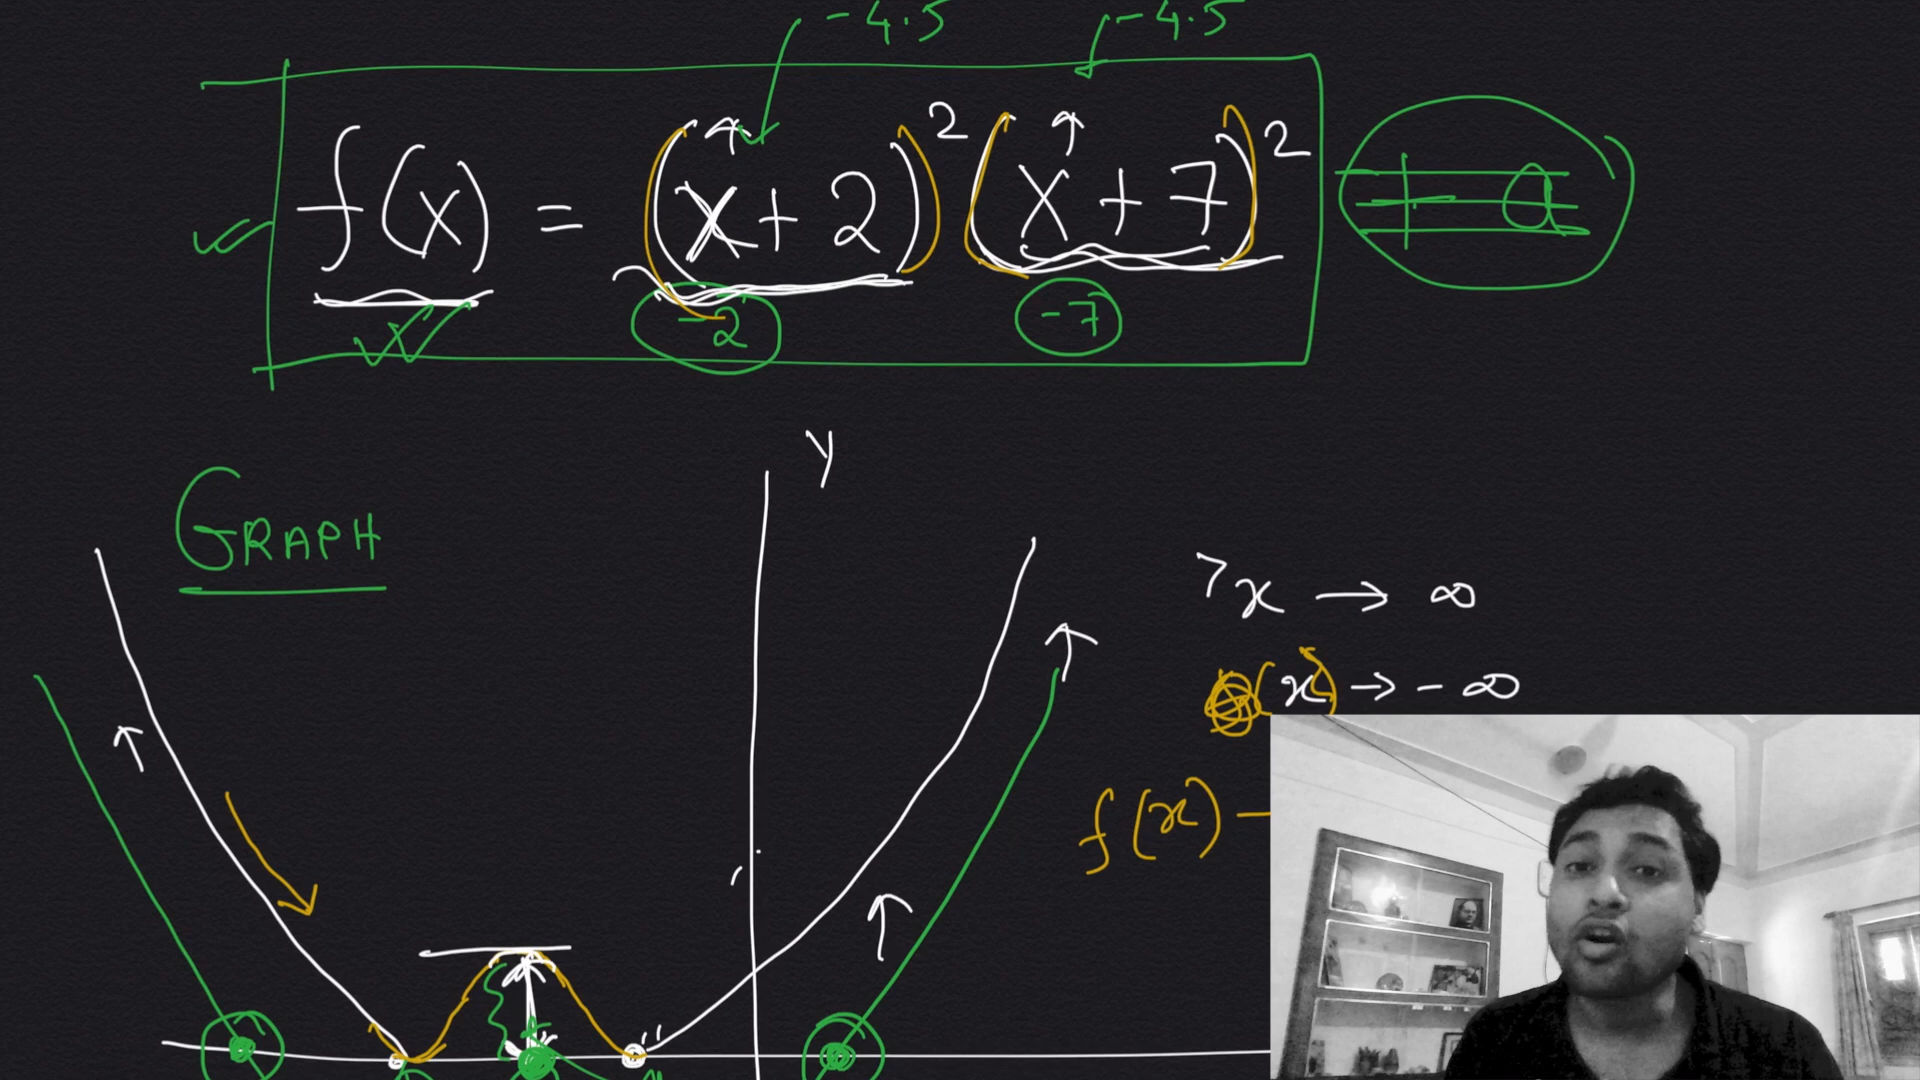 -4.5 -4.5
f(x) = (x+2)² (x+7)² + a
-2 -7
y
GRAPH
x → ∞
(x) → -∞
f(x) -